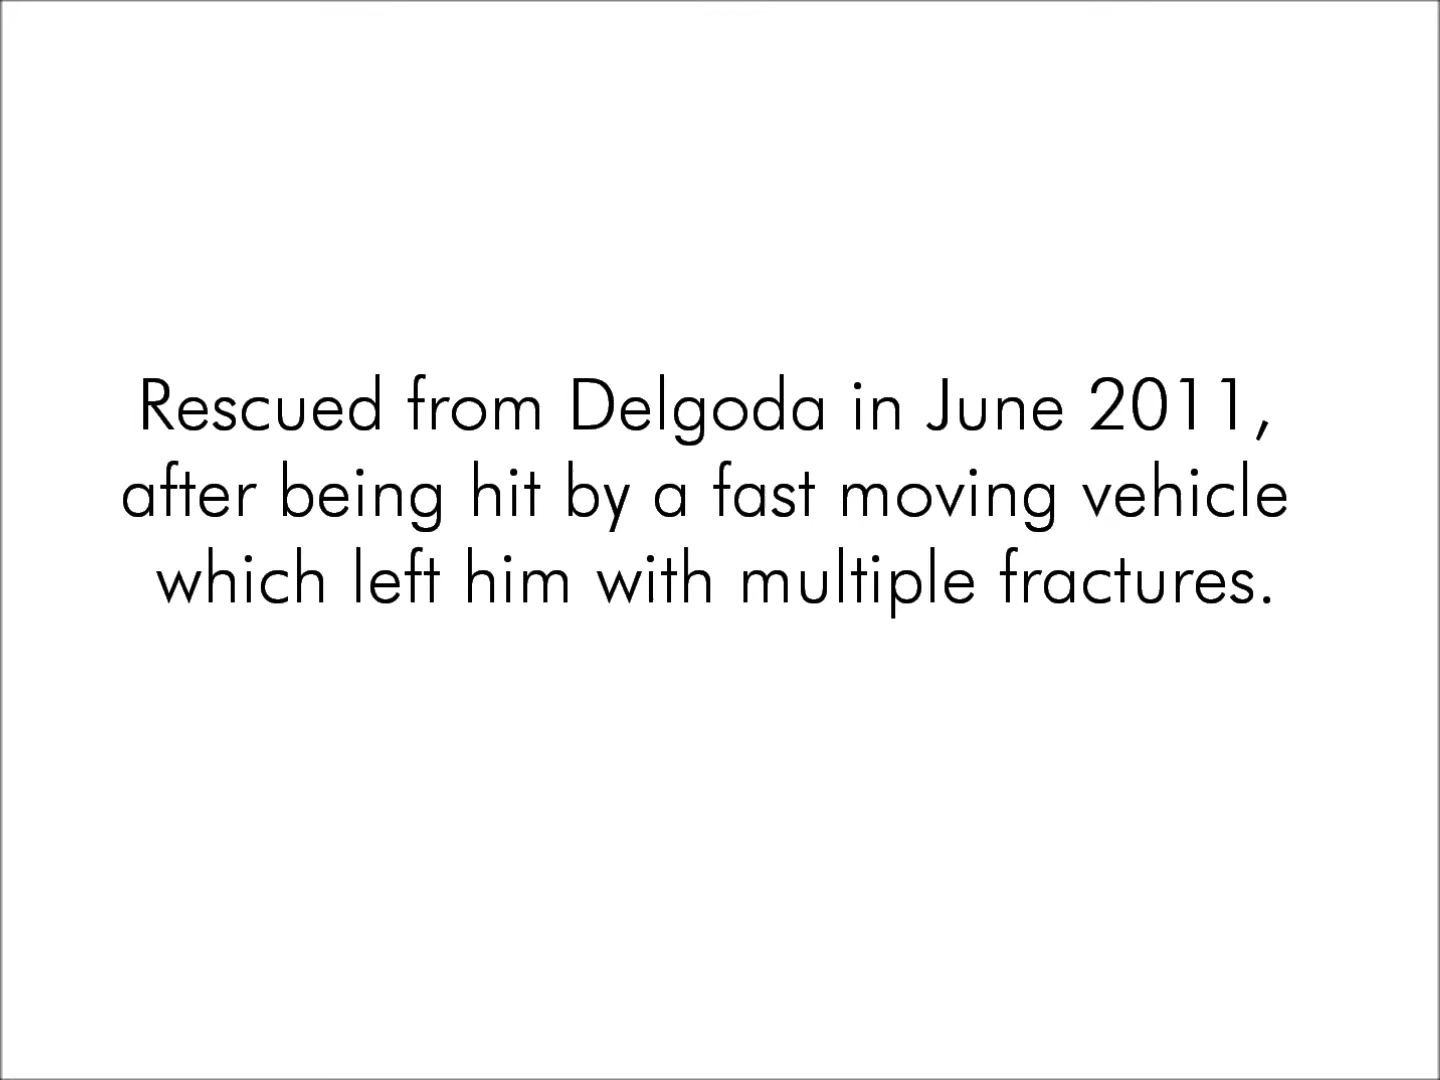 Rescued from Delgoda in June 2011,
after being hit by a fast moving vehicle
which left him with multiple fractures.